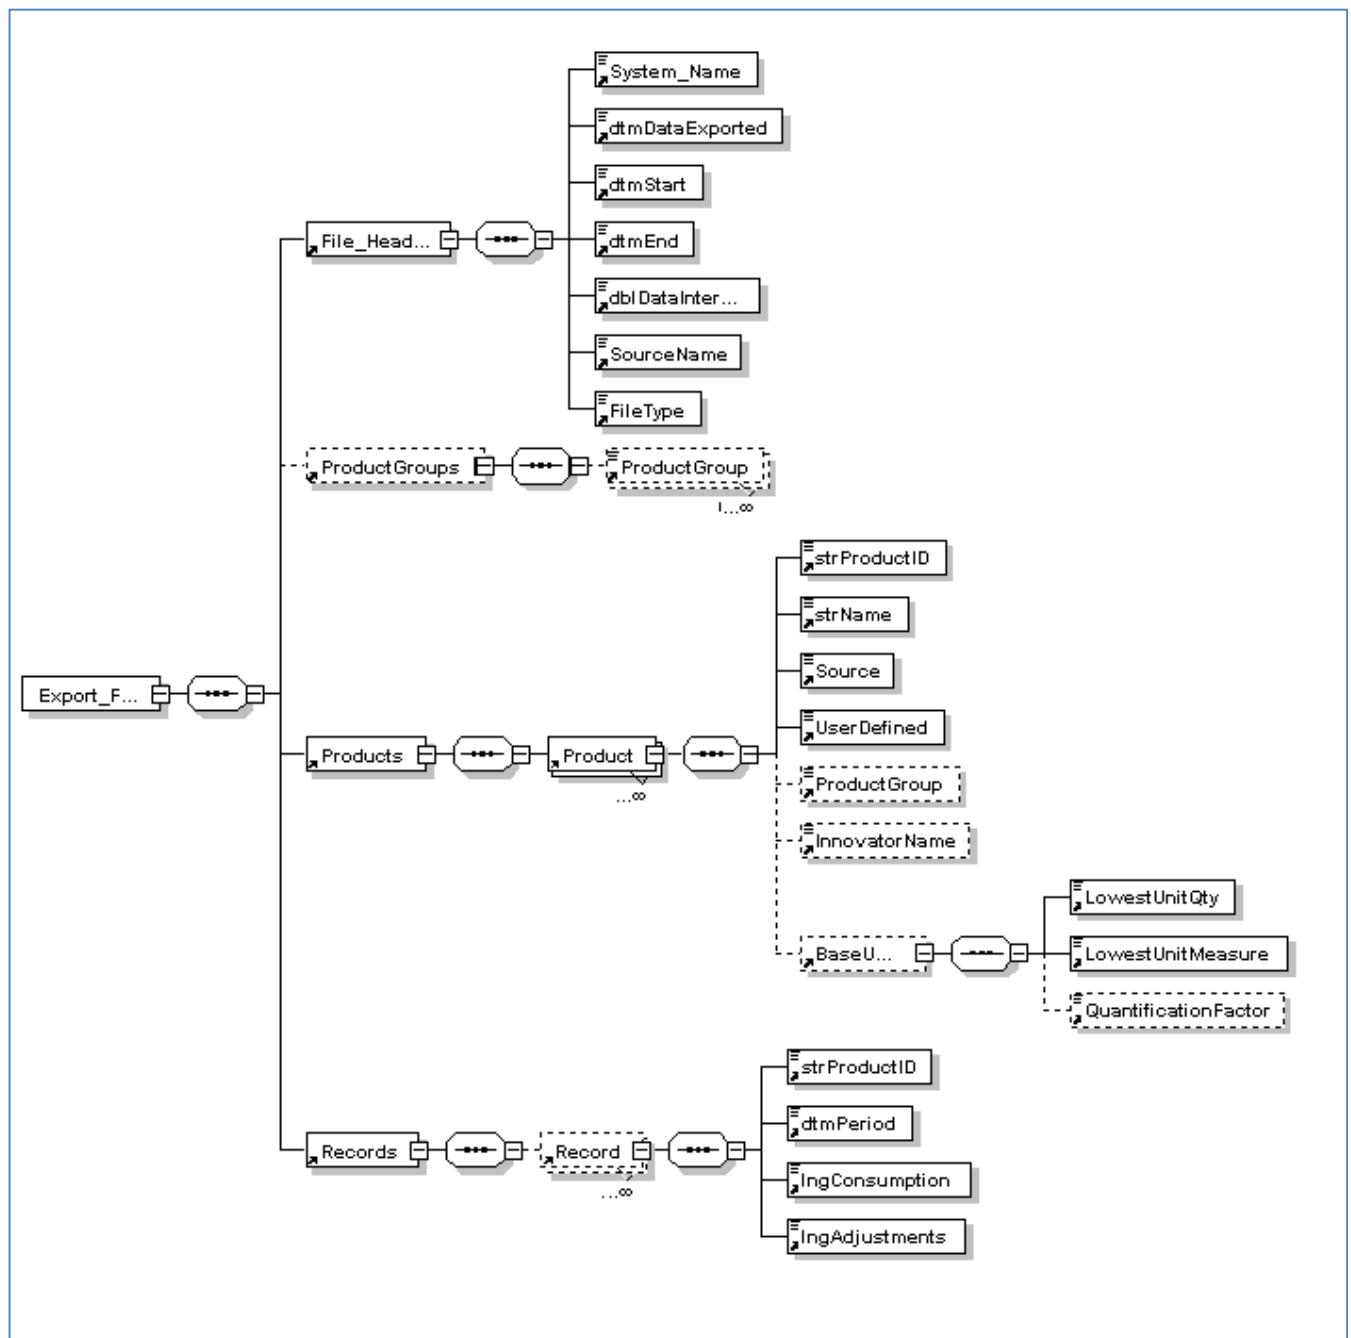 System_Name
dtmDataExported
dtmStart
File_Head...
dtmEnd
dblDataInter...
SourceName
FileType
ProductGroups
ProductGroup
...∞
strProductID
strName
Source
Export_F...
UserDefined
Products
Product
...∞
ProductGroup
InnovatorName
LowestUnitQty
BaseU...
LowestUnitMeasure
QuantificationFactor
strProductID
dtmPeriod
Records
Record
...∞
lngConsumption
lngAdjustments